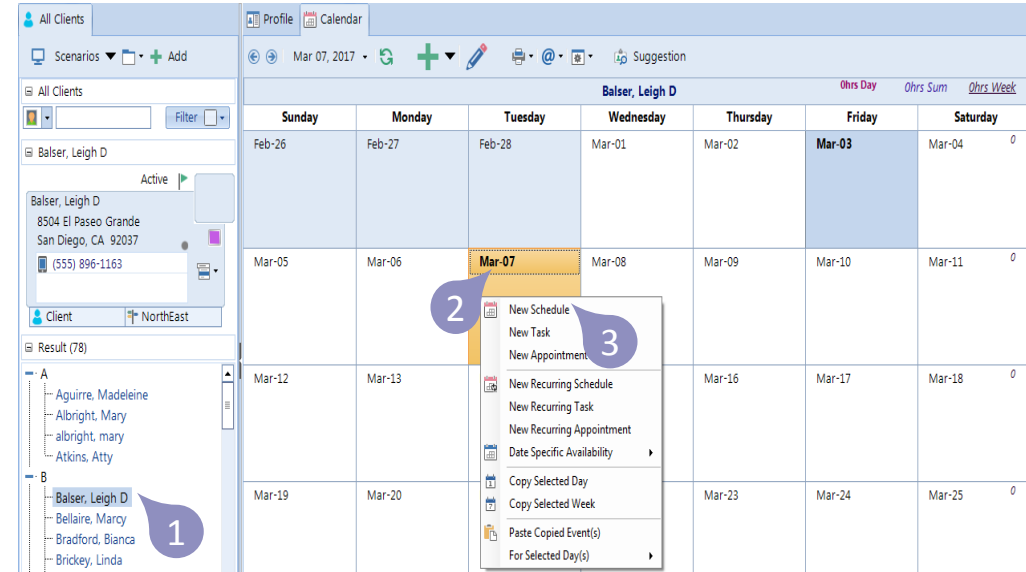 All Clients
Profile
Calendar
Scenarios
Add
Mar 07, 2017
@
Suggestion
All Clients
Filter
Balser, Leigh D
Active
Balser, Leigh D
8504 El Paseo Grande
San Diego, CA 92037
(555) 896-1163
Client
NorthEast
Result (78)
A
Aguirre, Madeleine
Albright, Mary
albright, mary
Atkins, Atty
B
Balser, Leigh D
Bellaire, Marcy
Bradford, Bianca
Brickey, Linda
1
Balser, Leigh D
0hrs Day
0hrs Sum
0hrs Week
Sunday Monday Tuesday Wednesday Thursday Friday Saturday
Feb-26 Feb-27 Feb-28 Mar-01 Mar-02 Mar-03 Mar-04 0
Mar-05 Mar-06 Mar-07 Mar-08 Mar-09 Mar-10 Mar-11 0
Mar-12 Mar-13 Mar-16 Mar-17 Mar-18 0
Mar-19 Mar-20 Mar-23 Mar-24 Mar-25 0
2
New Schedule
3
New Task
New Appointment
New Recurring Schedule
New Recurring Task
New Recurring Appointment
Date Specific Availability
1
Copy Selected Day
7
Copy Selected Week
Paste Copied Event(s)
For Selected Day(s)